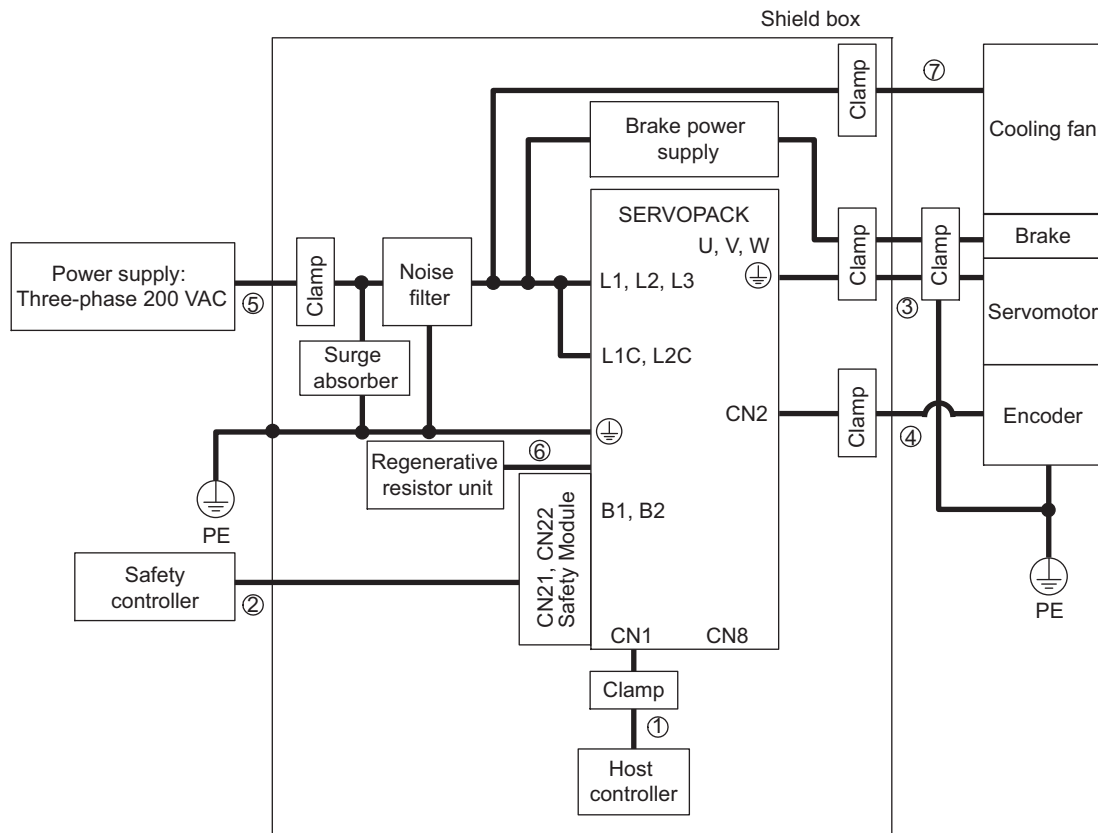 Shield box
Clamp
⑦
Cooling fan
Brake power
supply
SERVOPACK
U, V, W
Clamp
Clamp
Brake
Power supply:
Three-phase 200 VAC
⑤
Clamp
Noise
filter
L1, L2, L3
③
Servomotor
Surge
absorber
L1C, L2C
CN2
Clamp
④
Encoder
⑥
Regenerative
resistor unit
B1, B2
PE
CN21, CN22
Safety Module
Safety
controller
②
PE
CN1
CN8
Clamp
①
Host
controller